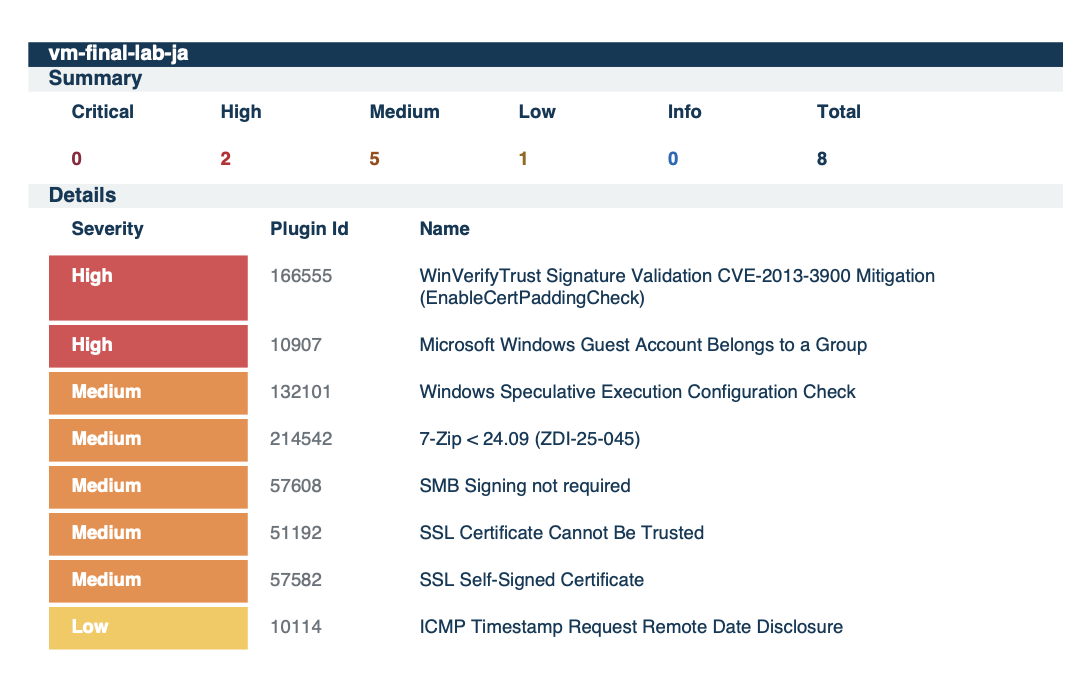 vm-final-lab-ja
Summary
Critical High Medium Low Info Total
0 2 5 1 0 8
Details
Severity Plugin Id Name
High 166555 WinVerifyTrust Signature Validation CVE-2013-3900 Mitigation
(EnableCertPaddingCheck)
High 10907 Microsoft Windows Guest Account Belongs to a Group
Medium 132101 Windows Speculative Execution Configuration Check
Medium 214542 7-Zip < 24.09 (ZDI-25-045)
Medium 57608 SMB Signing not required
Medium 51192 SSL Certificate Cannot Be Trusted
Medium 57582 SSL Self-Signed Certificate
Low 10114 ICMP Timestamp Request Remote Date Disclosure